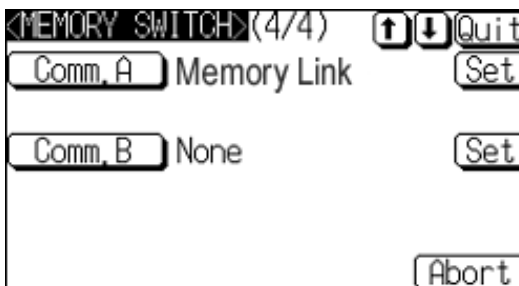 <MEMORY SWITCH>(4/4) ↑ ↓ Quit
Comm.A Memory Link Set
Comm.B None Set
Abort